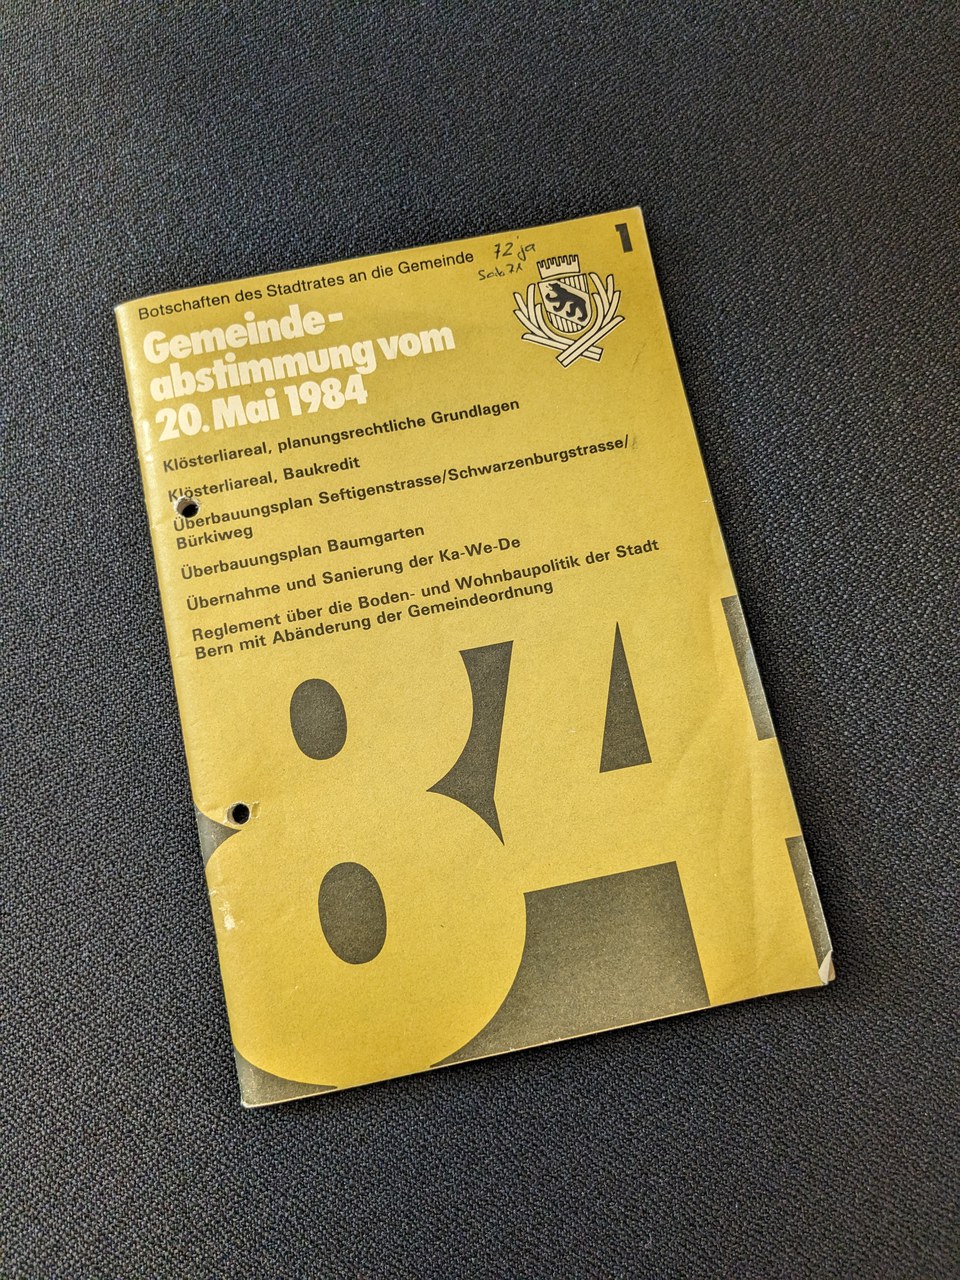 1
Botschaften des Stadtrates an die Gemeinde
72 ja
Gemeinde-
abstimmung vom
20. Mai 1984
Klösterliareal, planungsrechtliche Grundlagen
Klösterliareal, Baukredit
Überbauungsplan Seftigenstrasse/Schwarzenburgstrasse/
Bürkiweg
Überbauungsplan Baumgarten
Übernahme und Sanierung der Ka-We-De
Reglement über die Boden- und Wohnbaupolitik der Stadt
Bern mit Abänderung der Gemeindeordnung
84